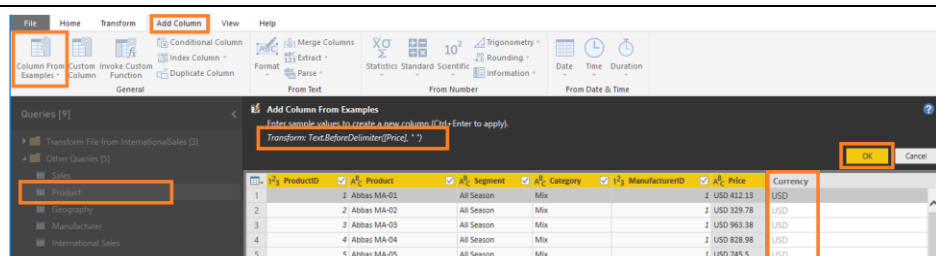 File Home Transform Add Column View Help
Column From Examples Custom Column Invoke Custom Function
Conditional Column
Index Column
Duplicate Column
General
Format
Merge Columns
Extract
Parse
From Text
Statistics Standard Scientific
Trigonometry
Rounding
Information
From Number
Date Time Duration
From Date & Time
Queries [9]
Transform File from InternationalSales [3]
Other Queries [5]
Sales
Product
Geography
Manufacturer
International Sales
Add Column From Examples
Enter sample values to create a new column (Ctrl+Enter to apply).
Transform: Text.BeforeDelimiter([Price], " ")
OK Cancel
ProductID Product Segment Category ManufacturerID Price Currency
1 1 Abbas MA-01 All Season Mix 1 USD 412.13 USD
2 2 Abbas MA-02 All Season Mix 1 USD 329.78 USD
3 3 Abbas MA-03 All Season Mix 1 USD 963.38 USD
4 4 Abbas MA-04 All Season Mix 1 USD 828.98 USD
5 5 Abbas MA-05 All Season Mix 1 USD 745.5 USD